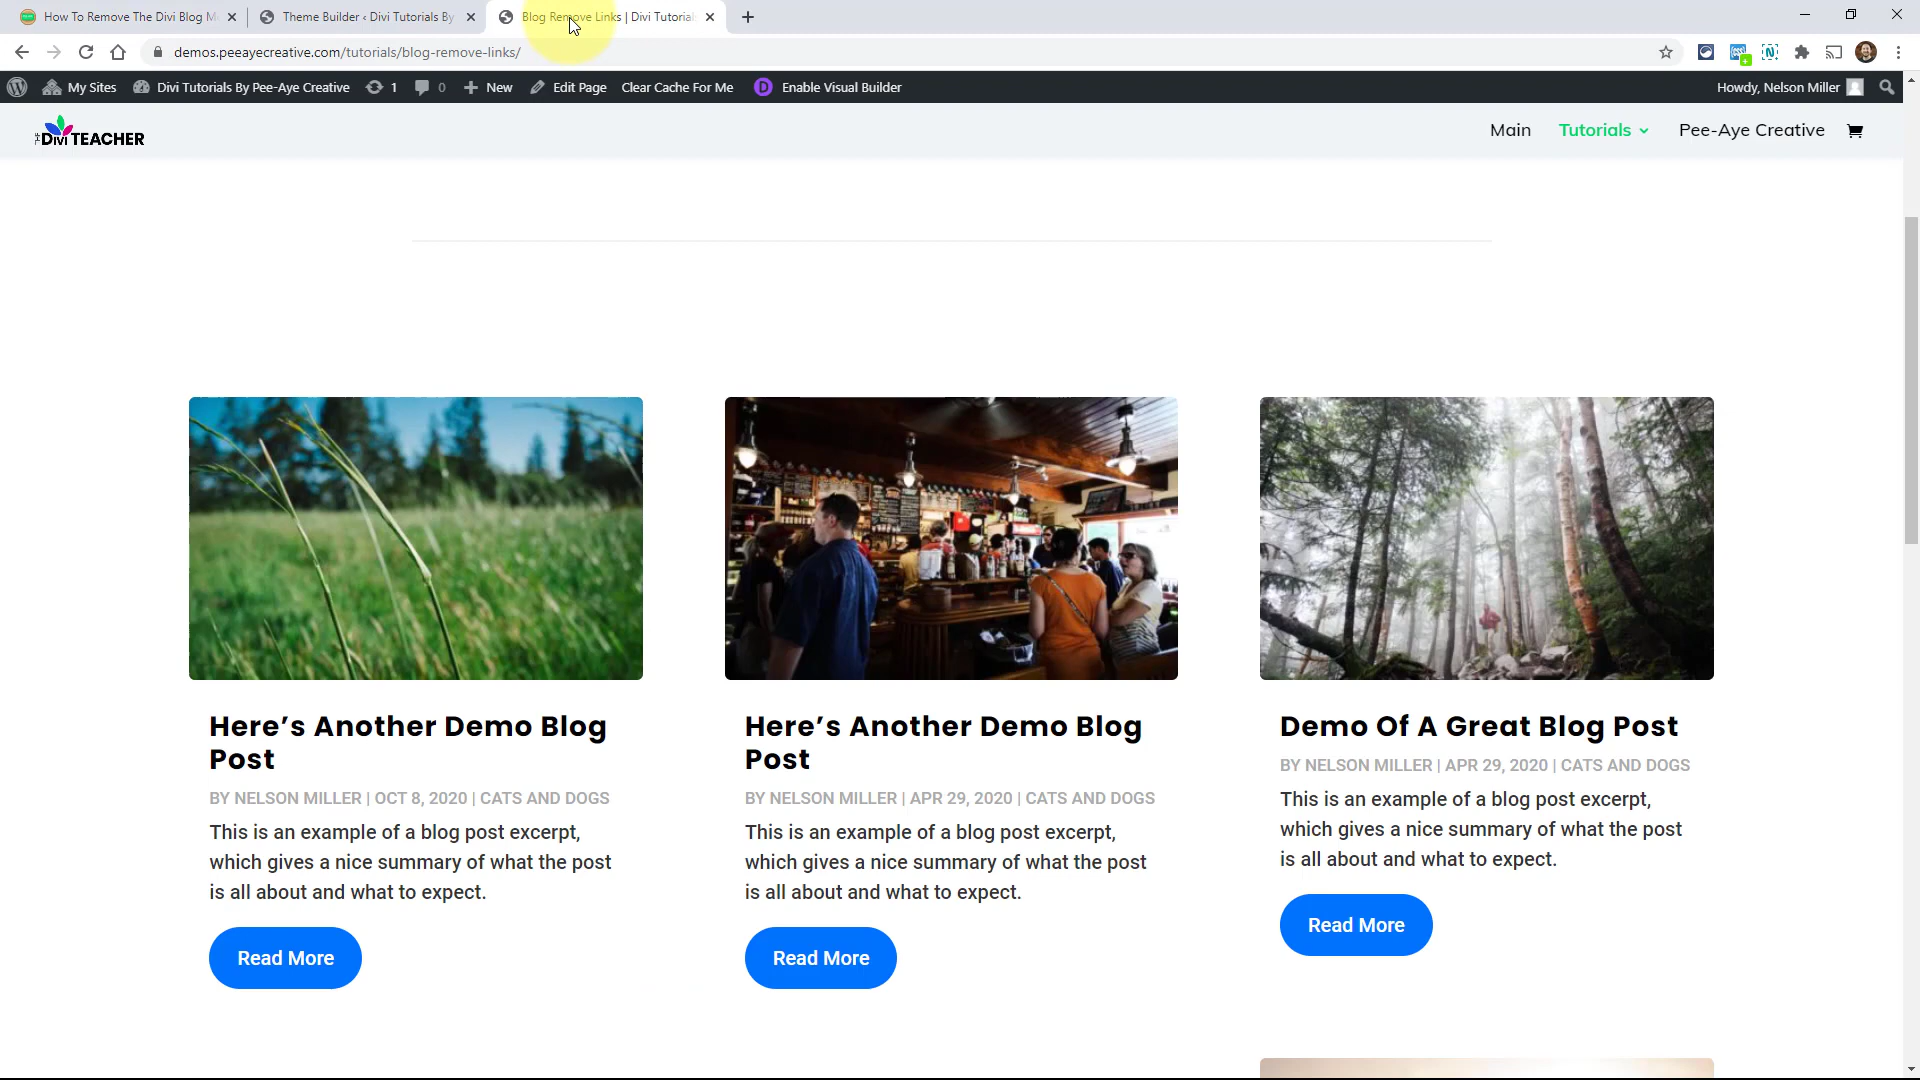 How To Remove The Divi Blog M
Theme Builder ‹ Divi Tutorials By
Blog Remove Links | Divi Tutorial
demos.peeayecreative.com/tutorials/blog-remove-links/
My Sites
Divi Tutorials By Pee-Aye Creative
1
0
New
Edit Page
Clear Cache For Me
D
Enable Visual Builder
Howdy, Nelson Miller
THE DIVI TEACHER
Main
Tutorials
Pee-Aye Creative
Here’s Another Demo Blog
Post
BY NELSON MILLER | OCT 8, 2020 | CATS AND DOGS
This is an example of a blog post excerpt,
which gives a nice summary of what the post
is all about and what to expect.
Read More
Here’s Another Demo Blog
Post
BY NELSON MILLER | APR 29, 2020 | CATS AND DOGS
This is an example of a blog post excerpt,
which gives a nice summary of what the post
is all about and what to expect.
Read More
Demo Of A Great Blog Post
BY NELSON MILLER | APR 29, 2020 | CATS AND DOGS
This is an example of a blog post excerpt,
which gives a nice summary of what the post
is all about and what to expect.
Read More